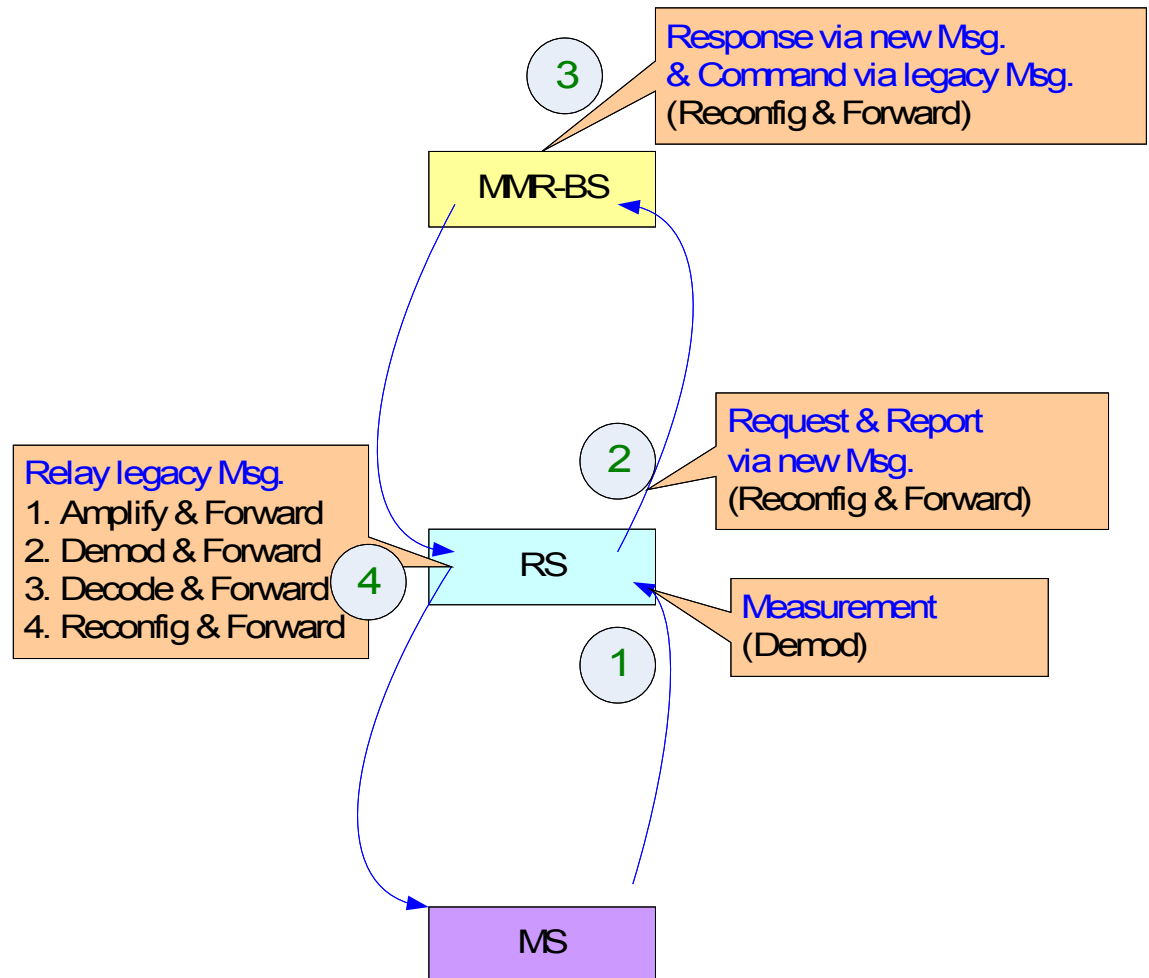 Response via new Msg.
& Command via legacy Msg.
(Reconfig & Forward)
3
MMR-BS
Request & Report
via new Msg.
(Reconfig & Forward)
2
Relay legacy Msg.
1. Amplify & Forward
2. Demod & Forward
3. Decode & Forward
4. Reconfig & Forward
4
RS
Measurement
(Demod)
1
MS